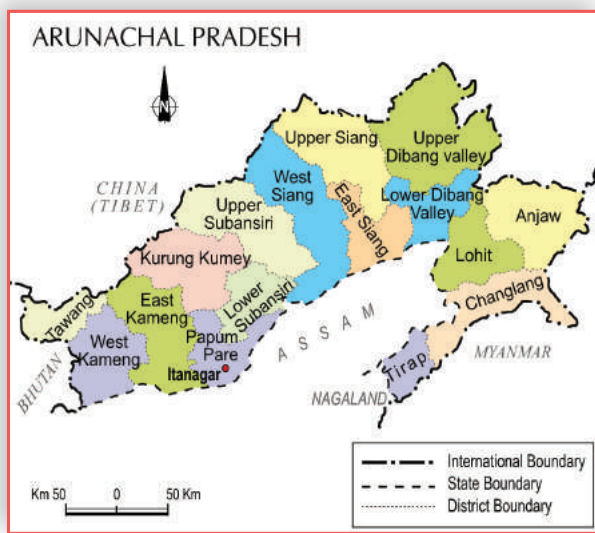 ARUNACHAL PRADESH
N
Upper Siang
Upper
Dibang valley
West
Siang
CHINA
(TIBET)
Lower Dibang
Valley
East Siang
Upper
Subansiri
Anjaw
Lohit
Kurung Kumey
Changlang
Lower
Subansiri
East
Kameng
Tawang
ASSAM
Papum
Pare
West
Kameng
MYANMAR
Tirap
BHUTAN
Itanagar
NAGALAND
International Boundary
State Boundary
District Boundary
Km 50 0 50 Km